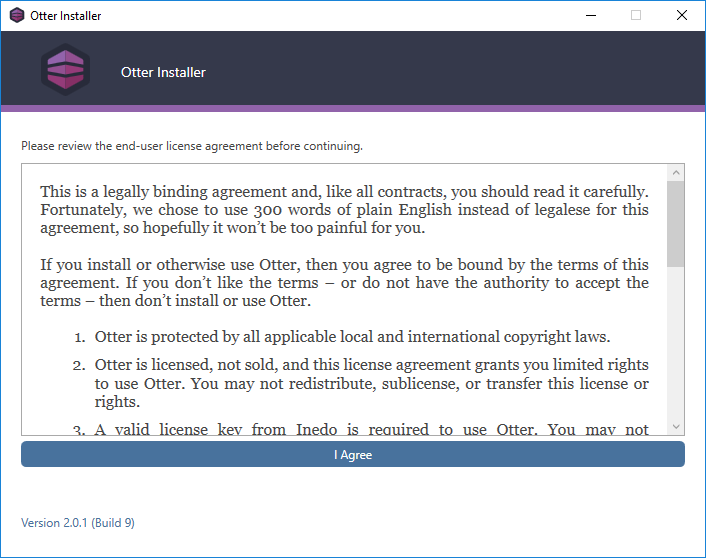 Otter Installer
Otter Installer
Please review the end-user license agreement before continuing.
This is a legally binding agreement and, like all contracts, you should read it carefully.
Fortunately, we chose to use 300 words of plain English instead of legalese for this
agreement, so hopefully it won’t be too painful for you.
If you install or otherwise use Otter, then you agree to be bound by the terms of this
agreement. If you don’t like the terms – or do not have the authority to accept the
terms – then don’t install or use Otter.
1. Otter is protected by all applicable local and international copyright laws.
2. Otter is licensed, not sold, and this license agreement grants you limited rights
to use Otter. You may not redistribute, sublicense, or transfer this license or
rights.
3. A valid license key from Inedo is required to use Otter. You may not
I Agree
Version 2.0.1 (Build 9)